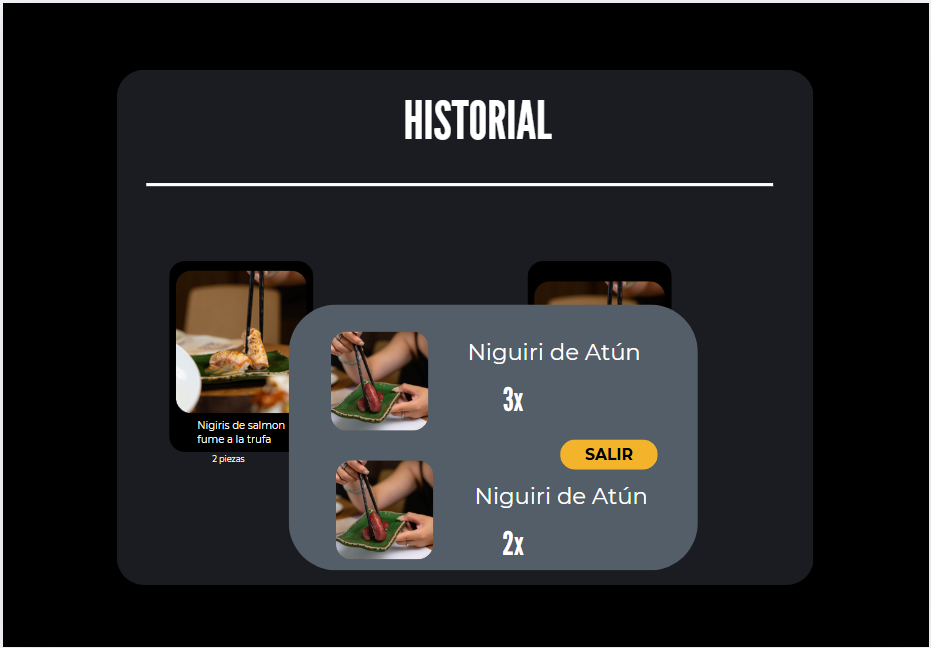 HISTORIAL
Nigiris de salmon
fume a la trufa
2 piezas
Niguiri de Atún
3x
SALIR
Niguiri de Atún
2x